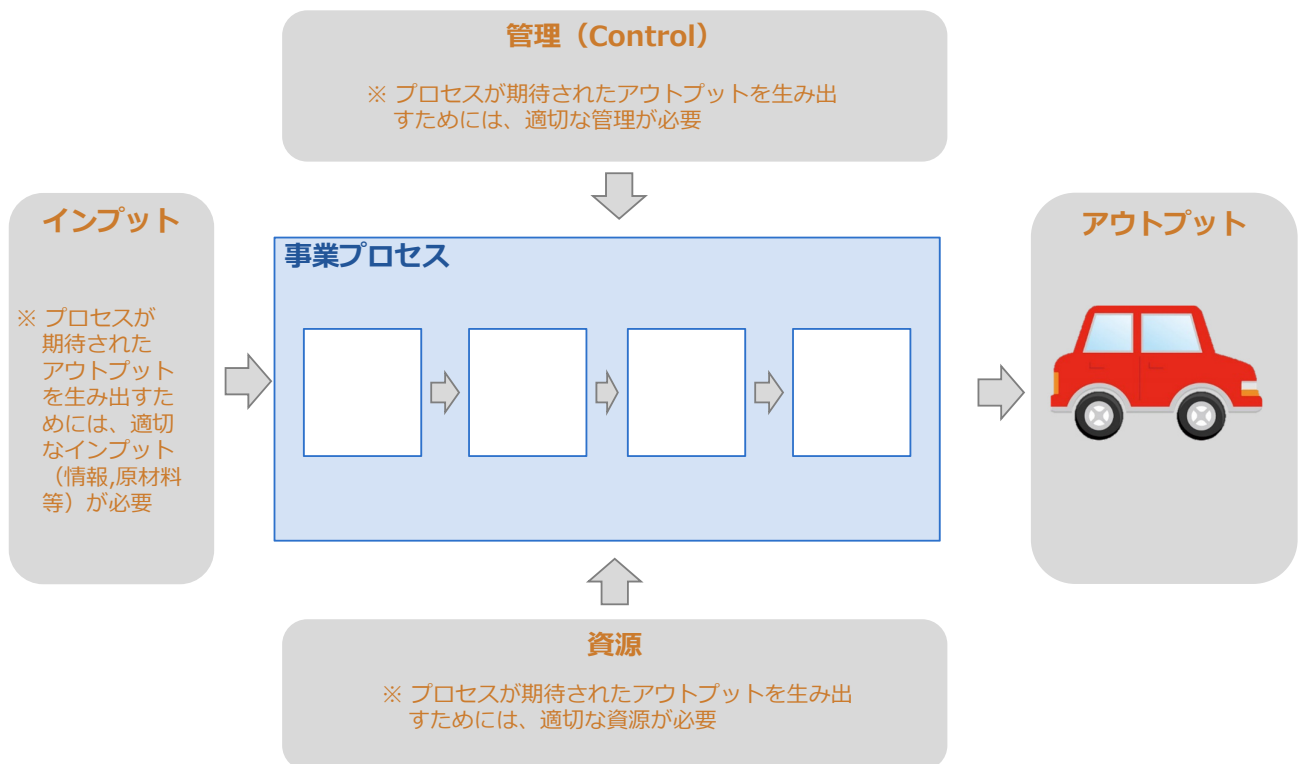 管理（Control）
※ プロセスが期待されたアウトプットを生み出
すためには、適切な管理が必要
インプット
※ プロセスが
期待された
アウトプット
を生み出すた
めには、適切
なインプット
（情報,原材料
等）が必要
事業プロセス
アウトプット
資源
※ プロセスが期待されたアウトプットを生み出
すためには、適切な資源が必要